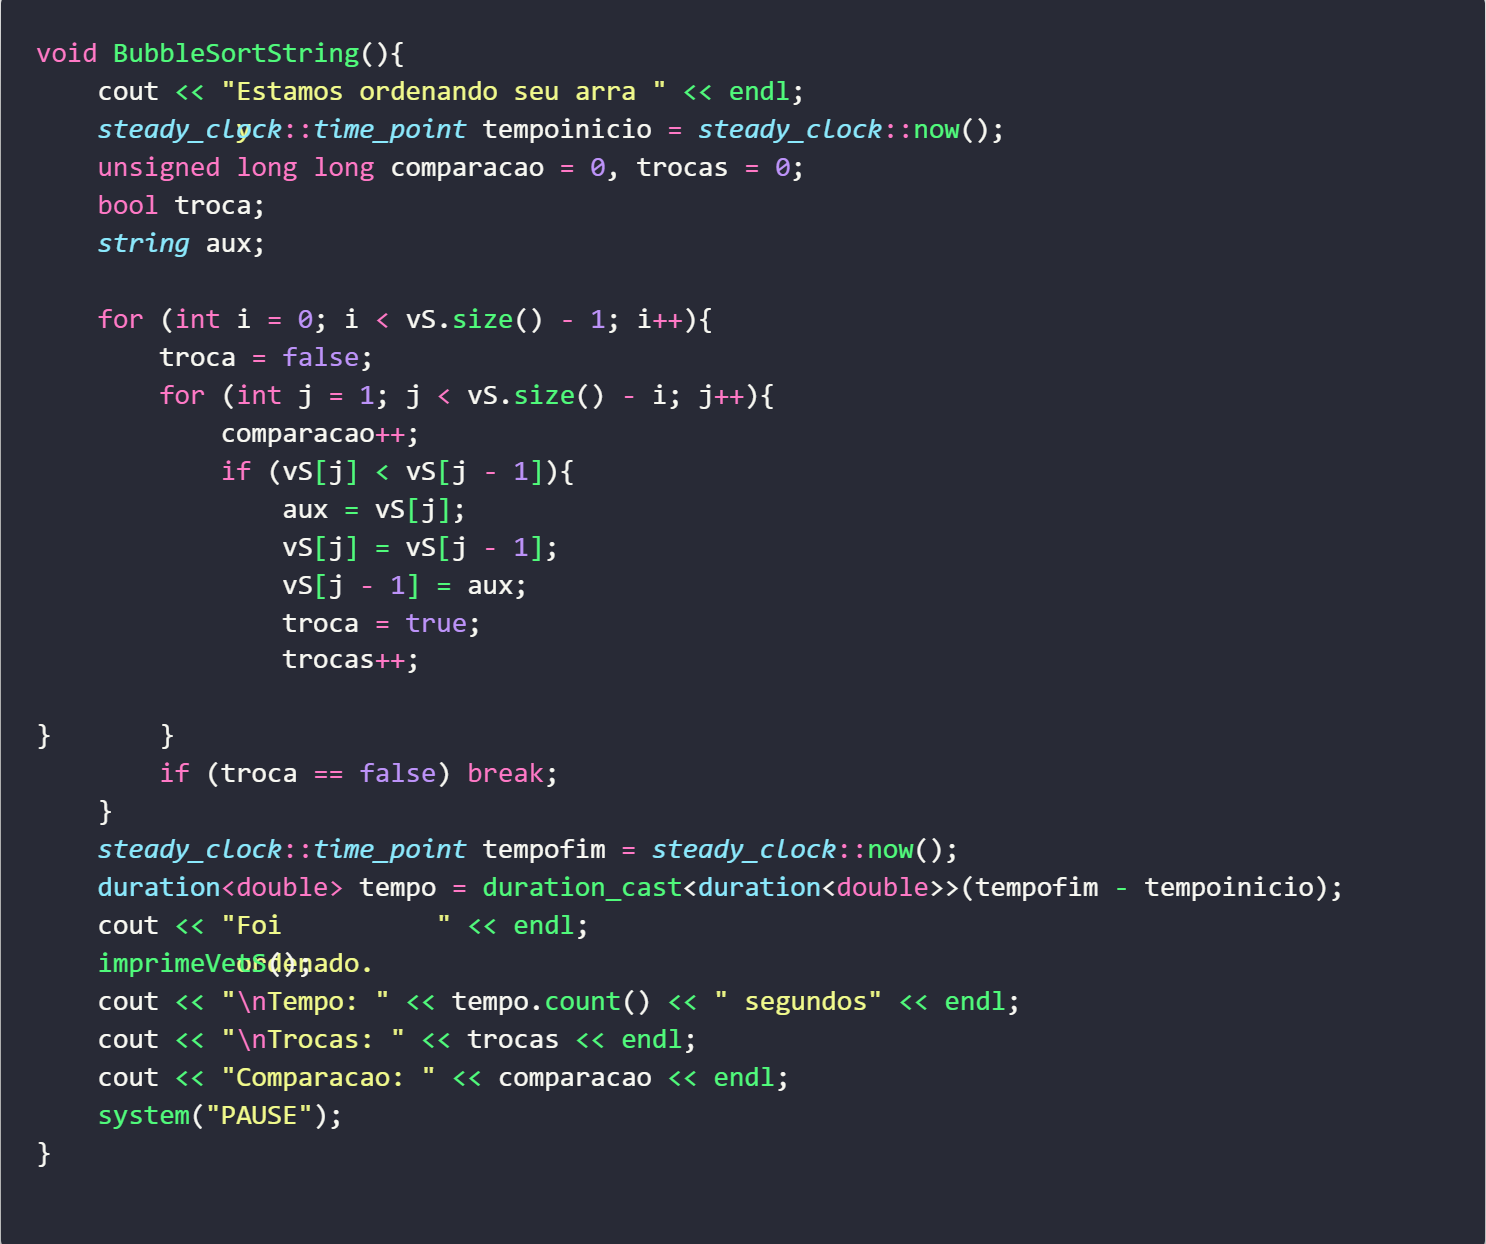 void BubbleSortString(){
    cout << "Estamos ordenando seu arra " << endl;
y
    steady_clock::time_point tempoinicio = steady_clock::now();
    unsigned long long comparacao = 0, trocas = 0;
    bool troca;
    string aux;

    for (int i = 0; i < vS.size() - 1; i++){
        troca = false;
        for (int j = 1; j < vS.size() - i; j++){
            comparacao++;
            if (vS[j] < vS[j - 1]){
                aux = vS[j];
                vS[j] = vS[j - 1];
                vS[j - 1] = aux;
                troca = true;
                trocas++;

}       }
        if (troca == false) break;
    }
    steady_clock::time_point tempofim = steady_clock::now();
    duration<double> tempo = duration_cast<duration<double>>(tempofim - tempoinicio);
    cout << "Foi          " << endl;
ordenado.
    imprimeVetS();
    cout << "\nTempo: " << tempo.count() << " segundos" << endl;
    cout << "\nTrocas: " << trocas << endl;
    cout << "Comparacao: " << comparacao << endl;
    system("PAUSE");
}